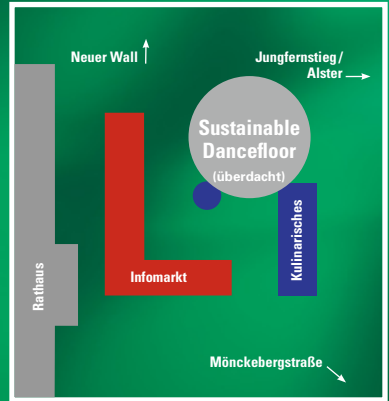 Neuer Wall
Jungfernstieg/
Alster
Sustainable
Dancefloor
(überdacht)
Kulinarisches
Rathaus
Infomarkt
Mönckebergstraße